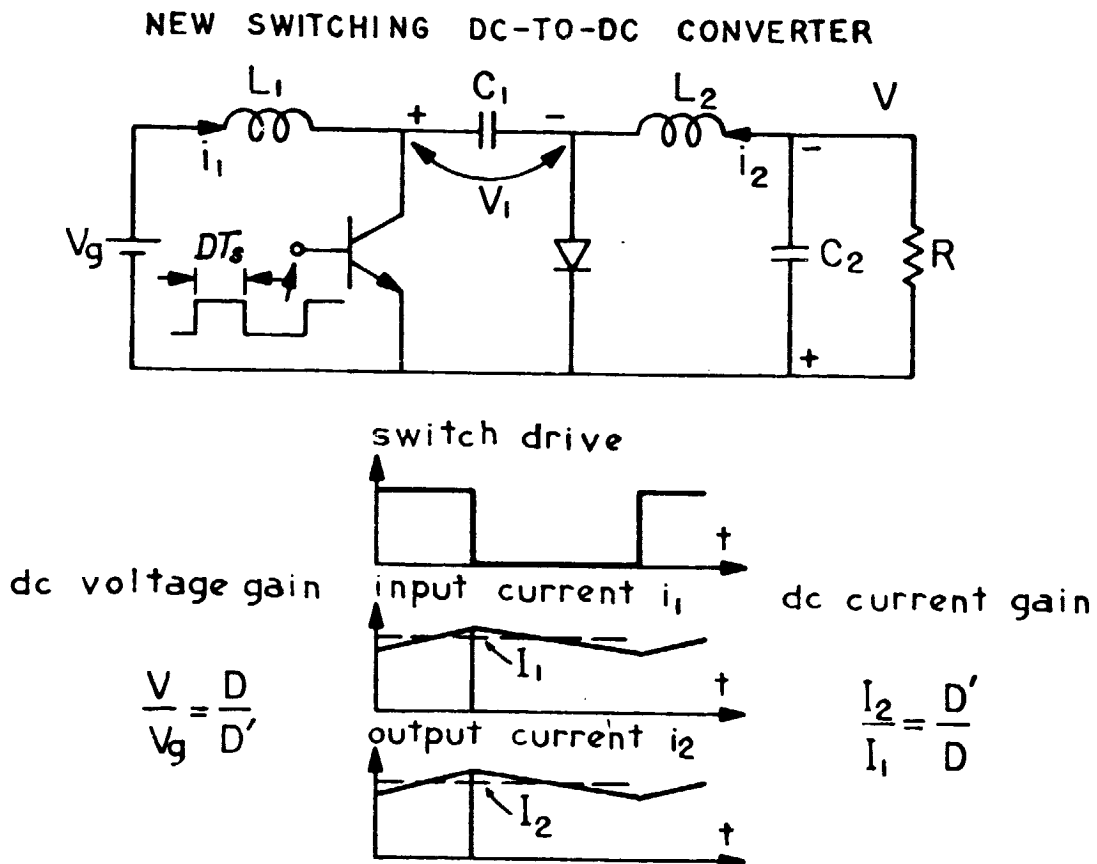 NEW SWITCHING DC-TO-DC CONVERTER
L₁
C₁
L₂
V
+
-
i₁
i₂
-
V₁
Vg
DTs
C₂
R
+
switch drive
t
dc voltage gain
input current i₁
dc current gain
I₁
t
V/Vg = D/D'
I₂/I₁ = D'/D
output current i₂
I₂
t